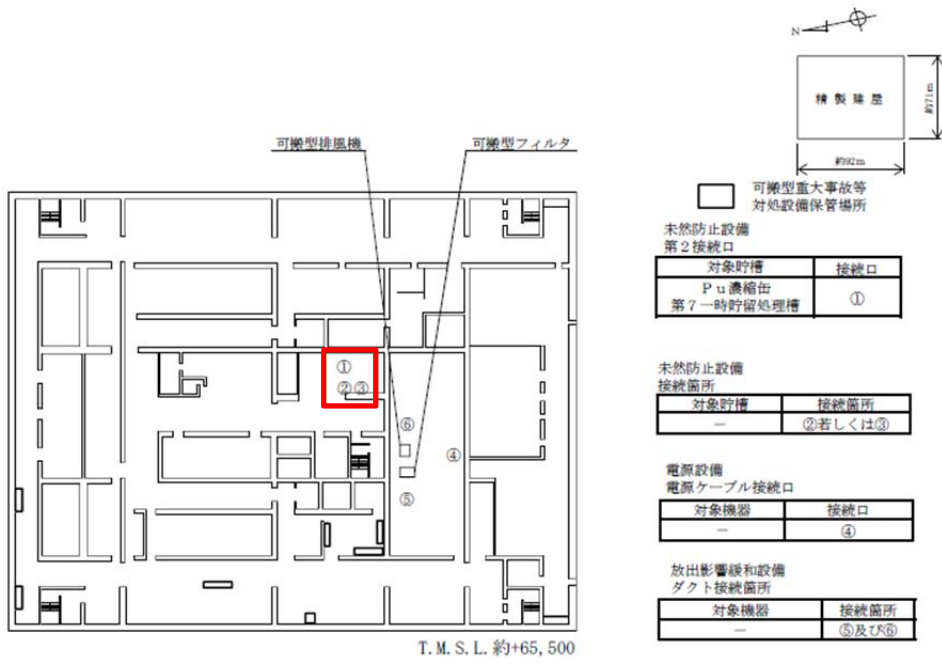 N
精製建屋
約71m
約92m
可搬型排風機
可搬型フィルタ
可搬型重大事故等
対処設備保管場所
未然防止設備
第2接続口
対象貯槽 接続口
Pu濃縮缶
第7一時貯留処理槽
①
未然防止設備
接続箇所
対象貯槽 接続箇所
- ②若しくは③
電源設備
電源ケーブル接続口
対象機器 接続口
- ④
放出影響緩和設備
ダクト接続箇所
対象機器 接続箇所
- ⑤及び⑥
①
②③
⑥
④
⑤
T.M.S.L.約+65,500